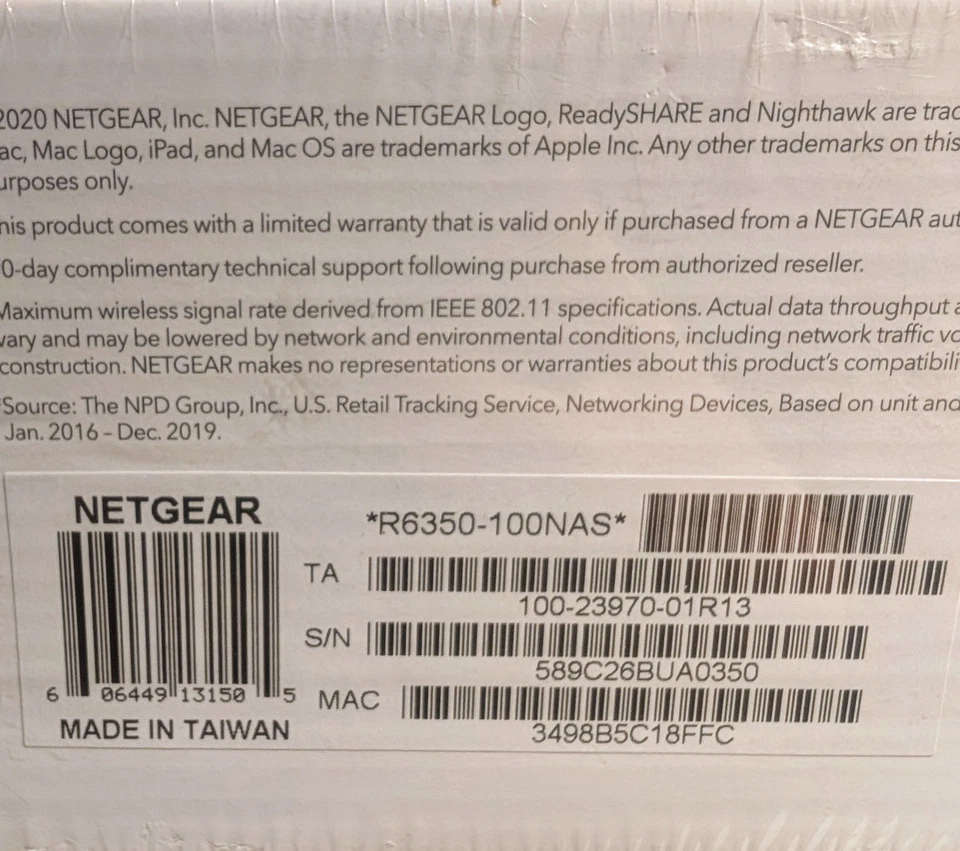 2020 NETGEAR, Inc. NETGEAR, the NETGEAR Logo, ReadySHARE and Nighthawk are trad
ac, Mac Logo, iPad, and Mac OS are trademarks of Apple Inc. Any other trademarks on this
urposes only.
his product comes with a limited warranty that is valid only if purchased from a NETGEAR aut
0-day complimentary technical support following purchase from authorized reseller.
Maximum wireless signal rate derived from IEEE 802.11 specifications. Actual data throughput a
vary and may be lowered by network and environmental conditions, including network traffic vo
construction. NETGEAR makes no representations or warranties about this product's compatibili
*Source: The NPD Group, Inc., U.S. Retail Tracking Service, Networking Devices, Based on unit and
Jan. 2016 – Dec. 2019.
NETGEAR
*R6350-100NAS*
TA
100-23970-01R13
S/N
589C26BUA0350
MAC
3498B5C18FFC
6 06449 13150 5
MADE IN TAIWAN